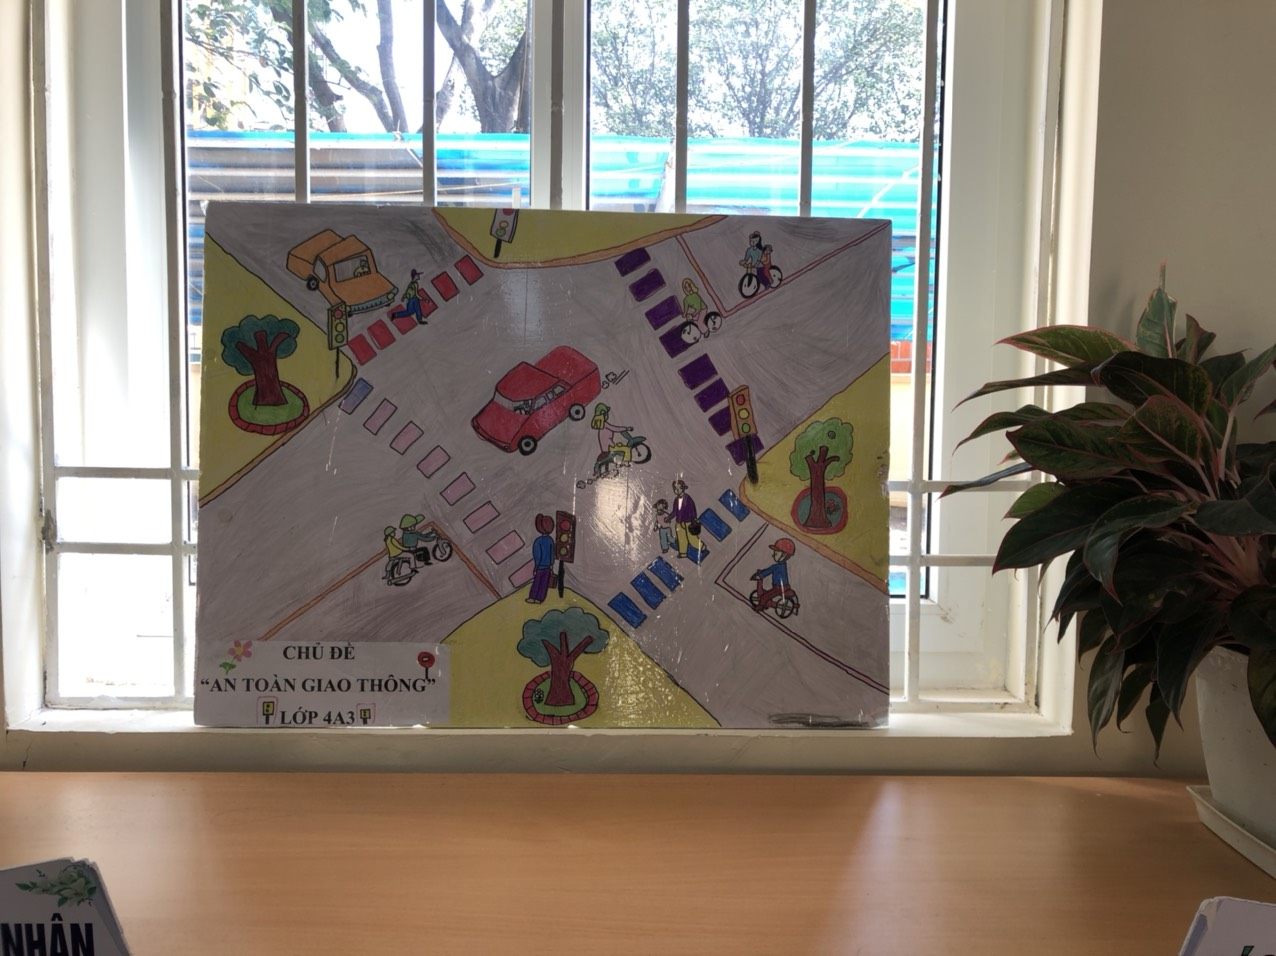 CHỦ ĐỀ
“AN TOÀN GIAO THÔNG”
LỚP 4A3
NHÂN